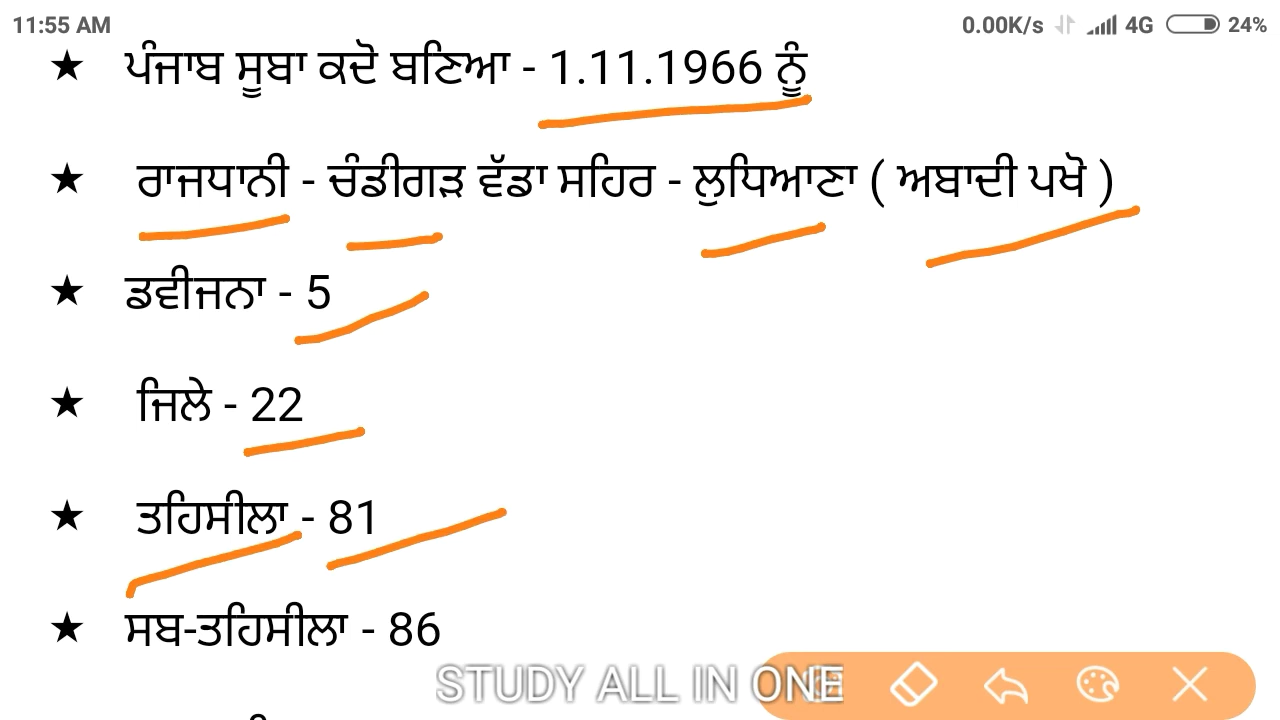 11:55 AM 0.00K/s 4G 24%
★ ਪੰਜਾਬ ਸੂਬਾ ਕਦੋ ਬਣਿਆ - 1.11.1966 ਨੂੰ
★ ਰਾਜਧਾਨੀ - ਚੰਡੀਗੜ ਵੱਡਾ ਸਹਿਰ - ਲੁਧਿਆਣਾ ( ਅਬਾਦੀ ਪਖੋ )
★ ਡਵੀਜਨਾ - 5
★ ਜਿਲੇ - 22
★ ਤਹਿਸੀਲਾ - 81
★ ਸਬ-ਤਹਿਸੀਲਾ - 86
STUDY ALL IN ONE